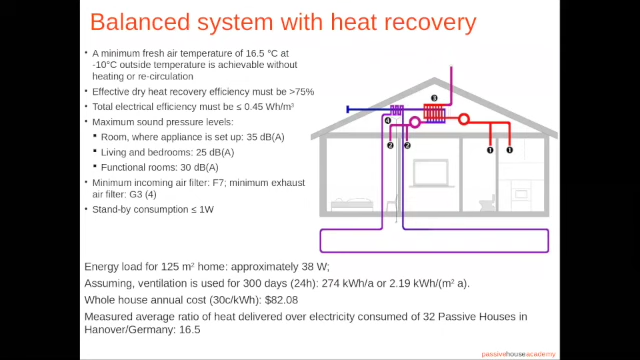 Balanced system with heat recovery
• A minimum fresh air temperature of 16.5 °C at
-10°C outside temperature is achievable without
heating or re-circulation
• Effective dry heat recovery efficiency must be >75%
• Total electrical efficiency must be ≤ 0.45 Wh/m³
• Maximum sound pressure levels:
▪ Room, where appliance is set up: 35 dB(A)
▪ Living and bedrooms: 25 dB(A)
▪ Functional rooms: 30 dB(A)
• Minimum incoming air filter: F7; minimum exhaust
air filter: G3 (4)
• Stand-by consumption ≤ 1W
3
4
2 2
1 1
Energy load for 125 m² home: approximately 38 W;
Assuming, ventilation is used for 300 days (24h): 274 kWh/a or 2.19 kWh/(m² a).
Whole house annual cost (30c/kWh): $82.08
Measured average ratio of heat delivered over electricity consumed of 32 Passive Houses in
Hanover/Germany: 16.5
passivehouseacademy